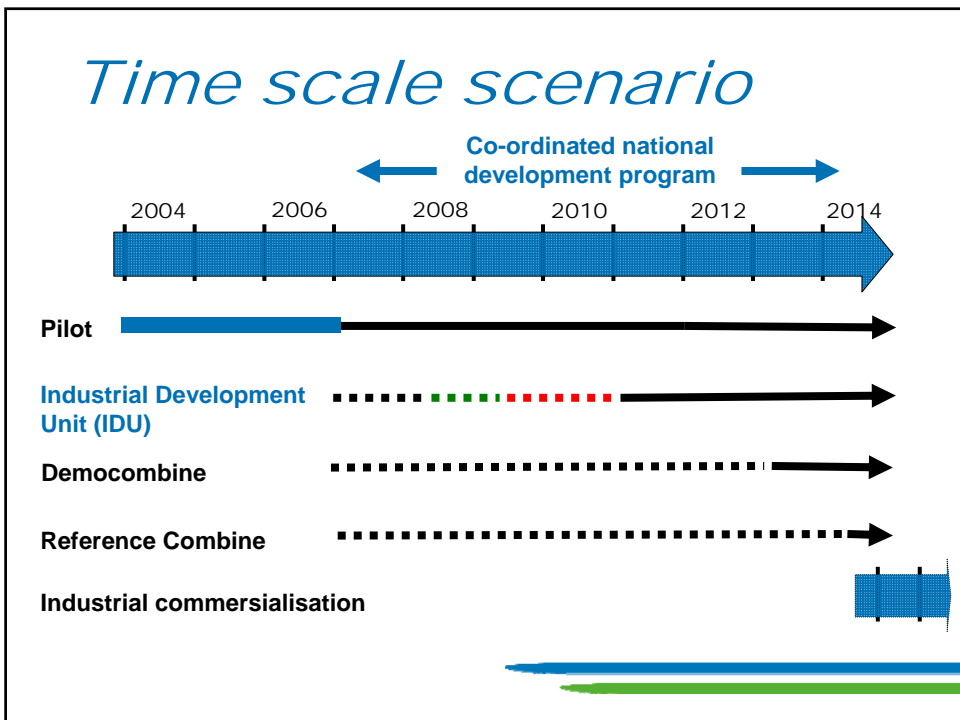 Time scale scenario
Co-ordinated national
development program
2004 2006 2008 2010 2012 2014
Pilot
Industrial Development
Unit (IDU)
Democombine
Reference Combine
Industrial commersialisation